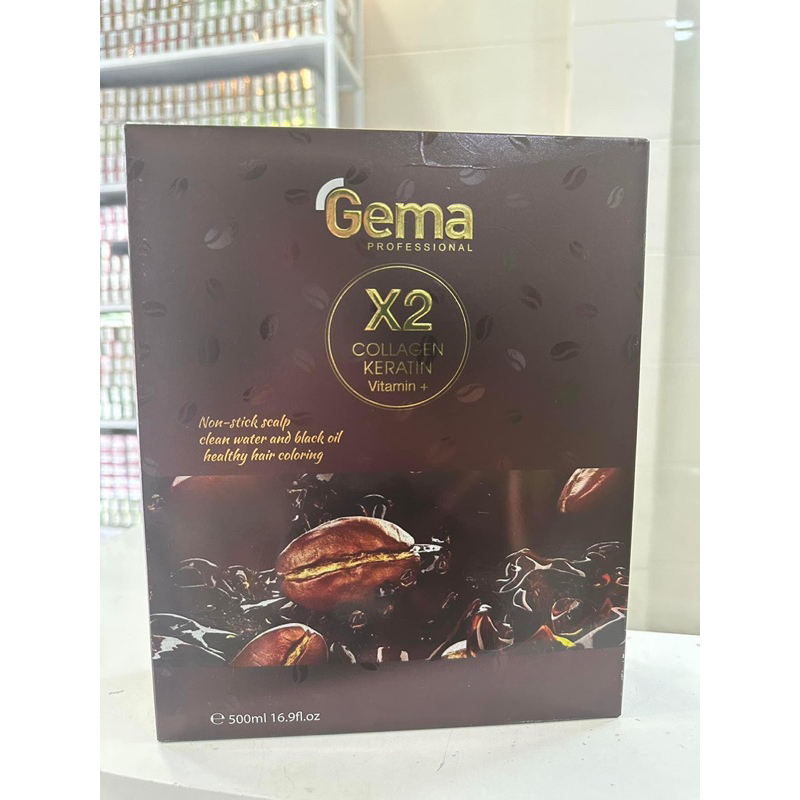 Gema
PROFESSIONAL
X2
COLLAGEN
KERATIN
Vitamin +
Non-stick scalp
clean water and black oil
healthy hair coloring
℮ 500ml 16.9fl.oz